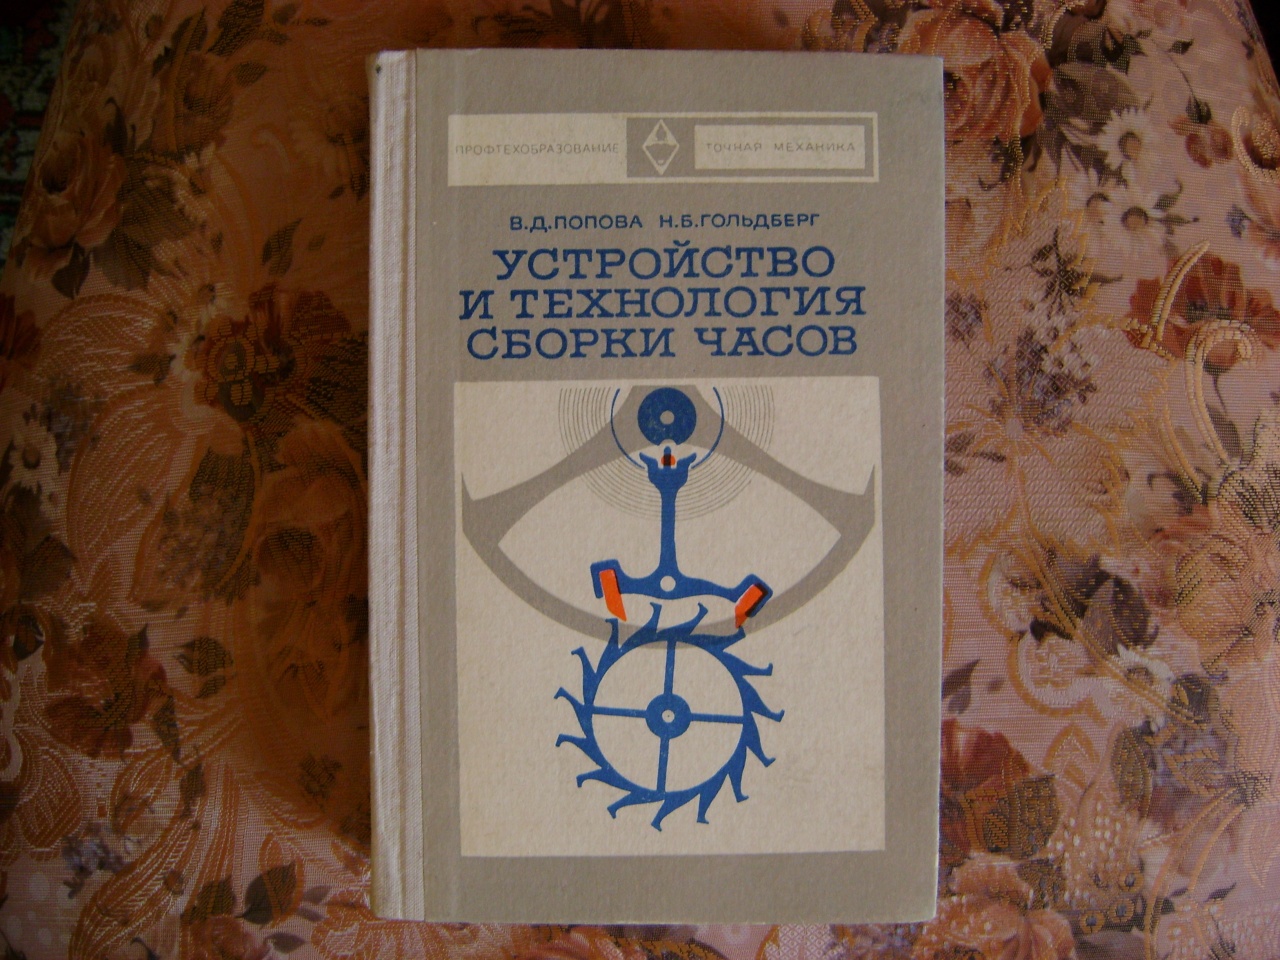 ПРОФТЕХОБРАЗОВАНИЕ ТОЧНАЯ МЕХАНИКА
В.Д.ПОПОВА Н.Б.ГОЛЬДБЕРГ
УСТРОЙСТВО
И ТЕХНОЛОГИЯ
СБОРКИ ЧАСОВ